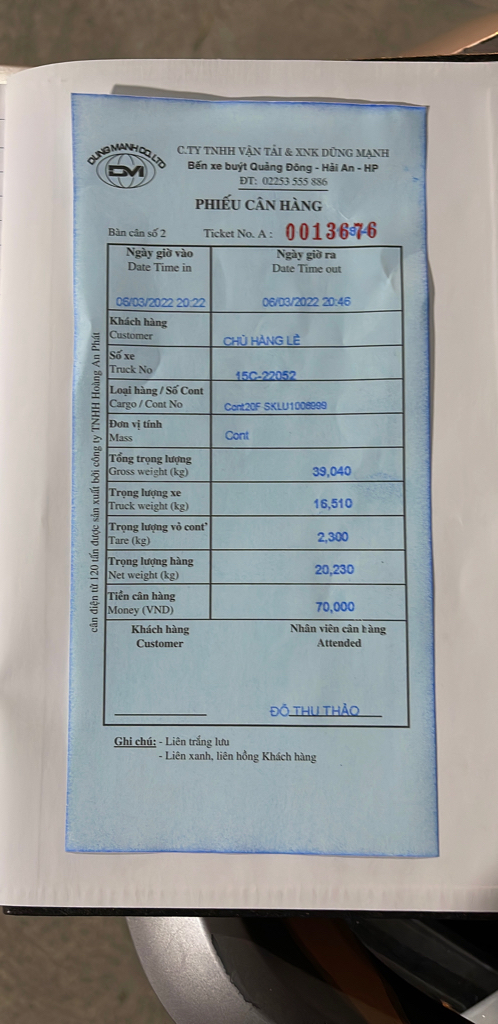 DUNG MANH CO., LTD
DM
C.TY TNHH VẬN TẢI & XNK DŨNG MẠNH
Bến xe buýt Quảng Đông - Hải An - HP
ĐT: 02253 555 886
PHIẾU CÂN HÀNG
Bàn cân số 2 Ticket No. A : 0013676
Ngày giờ vào Ngày giờ ra
Date Time in Date Time out
06/03/2022 20:22 06/03/2022 20:46
Khách hàng
Customer CHỦ HÀNG LẺ
Số xe
Truck No 15C-22052
Loại hàng / Số Cont
Cargo / Cont No Cont20F SKLU1008999
Đơn vị tính
Mass Cont
Tổng trọng lượng
Gross weight (kg) 39,040
Trọng lượng xe
Truck weight (kg) 16,510
Trọng lượng vỏ cont'
Tare (kg) 2,300
Trọng lượng hàng
Net weight (kg) 20,230
Tiền cân hàng
Money (VND) 70,000
Khách hàng Nhân viên cân hàng
Customer Attended
ĐỖ THU THẢO
Ghi chú: - Liên trắng lưu
- Liên xanh, liên hồng Khách hàng
cân điện tử 120 tấn được sản xuất bởi công ty TNHH Hoàng An Phát